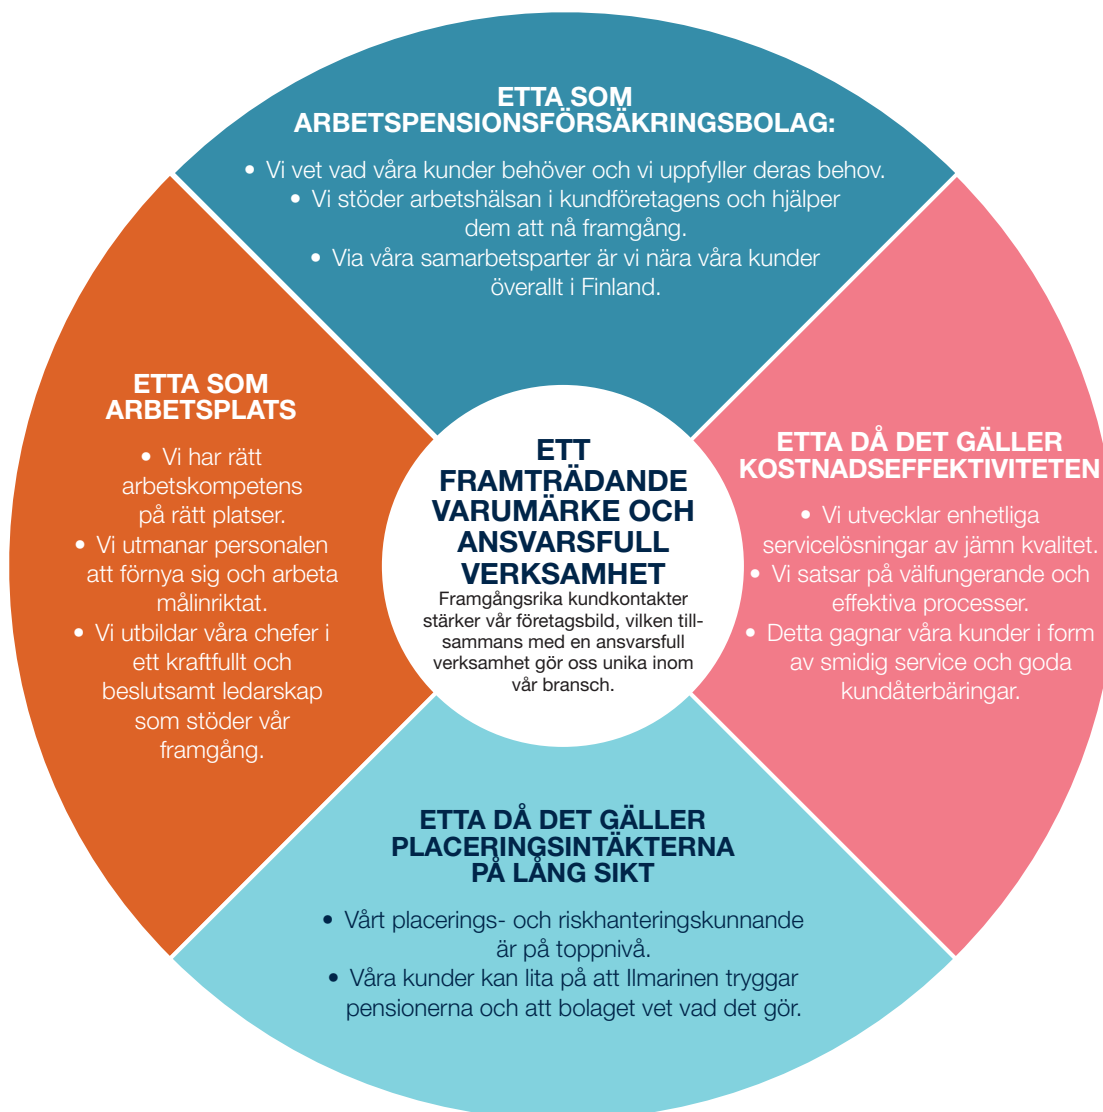 ETTA SOM
ARBETSPENSIONSFÖRSÄKRINGSBOLAG:
• Vi vet vad våra kunder behöver och vi uppfyller deras behov.
• Vi stöder arbetshälsan i kundföretagens och hjälper
dem att nå framgång.
• Via våra samarbetsparter är vi nära våra kunder
överallt i Finland.
ETTA SOM
ARBETSPLATS
• Vi har rätt
arbetskompetens
på rätt platser.
• Vi utmanar personalen
att förnya sig och arbeta
målinriktat.
• Vi utbildar våra chefer i
ett kraftfullt och
beslutsamt ledarskap
som stöder vår
framgång.
ETT
FRAMTRÄDANDE
VARUMÄRKE OCH
ANSVARSFULL
VERKSAMHET
Framgångsrika kundkontakter
stärker vår företagsbild, vilken till-
sammans med en ansvarsfull
verksamhet gör oss unika inom
vår bransch.
ETTA DÅ DET GÄLLER
KOSTNADSEFFEKTIVITETEN
• Vi utvecklar enhetliga
servicelösningar av jämn kvalitet.
• Vi satsar på välfungerande och
effektiva processer.
• Detta gagnar våra kunder i form
av smidig service och goda
kundåterbäringar.
ETTA DÅ DET GÄLLER
PLACERINGSINTÄKTERNA
PÅ LÅNG SIKT
• Vårt placerings- och riskhanteringskunnande
är på toppnivå.
• Våra kunder kan lita på att Ilmarinen tryggar
pensionerna och att bolaget vet vad det gör.